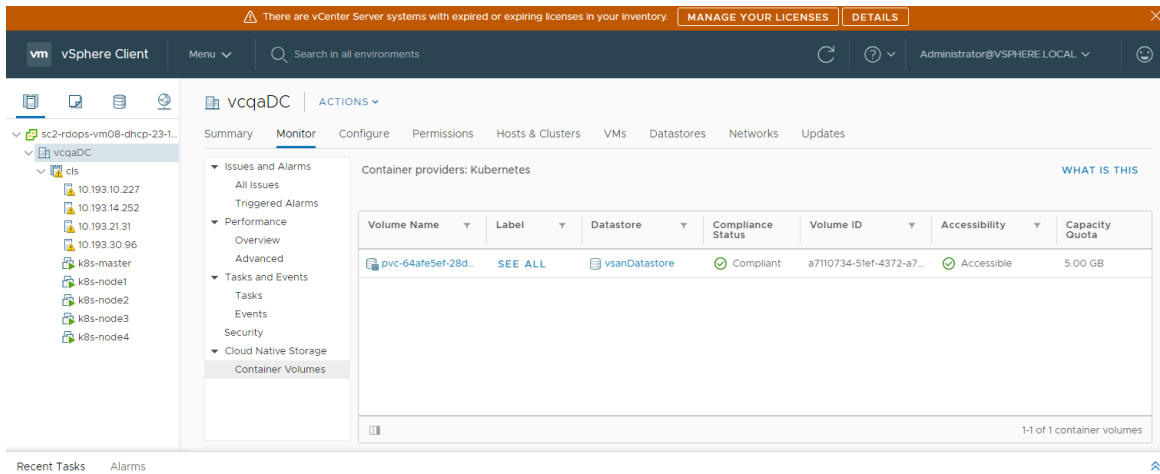 There are vCenter Server systems with expired or expiring licenses in your inventory. MANAGE YOUR LICENSES DETAILS
vm vSphere Client Menu Search in all environments Administrator@VSPHERE.LOCAL
vcqaDC ACTIONS
Summary Monitor Configure Permissions Hosts & Clusters VMs Datastores Networks Updates
sc2-rdops-vm08-dhcp-23-1...
vcqaDC
cls
10.193.10.227
10.193.14.252
10.193.21.31
10.193.30.96
k8s-master
k8s-node1
k8s-node2
k8s-node3
k8s-node4
Issues and Alarms
All Issues
Triggered Alarms
Performance
Overview
Advanced
Tasks and Events
Tasks
Events
Security
Cloud Native Storage
Container Volumes
Container providers: Kubernetes WHAT IS THIS
Volume Name Label Datastore Compliance Status Volume ID Accessibility Capacity Quota
pvc-64afe5ef-28d... SEE ALL vsanDatastore Compliant a7110734-51ef-4372-a7... Accessible 5.00 GB
1-1 of 1 container volumes
Recent Tasks Alarms